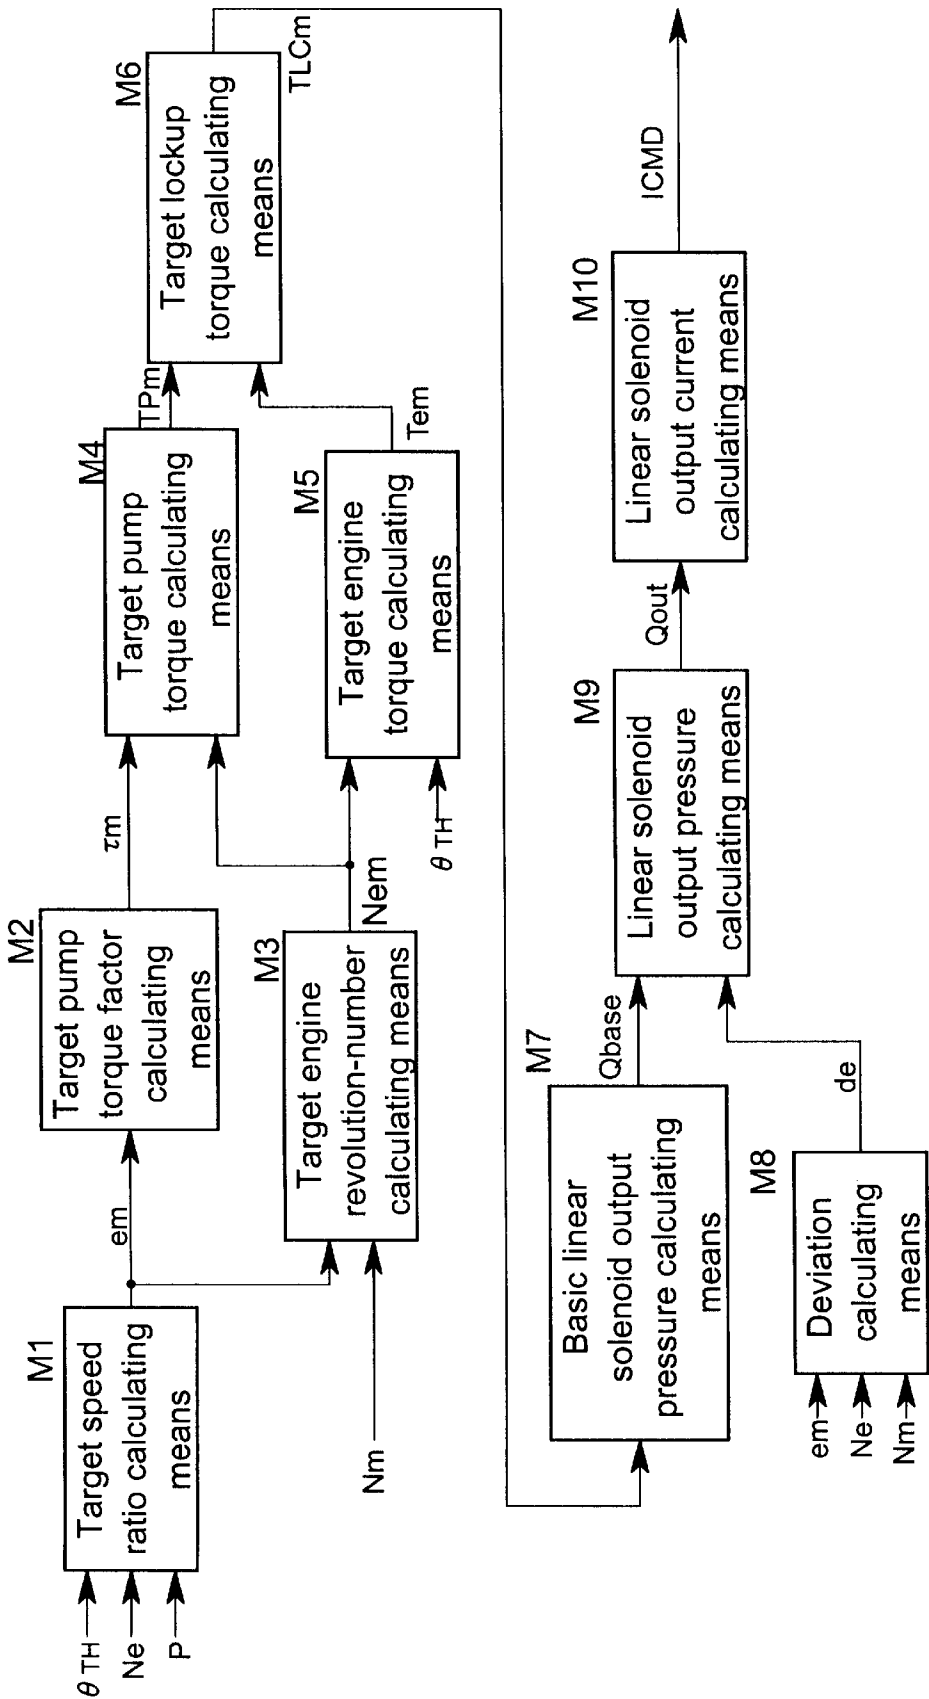 M1
Target speed
ratio calculating
means
θTH
Ne
P
em
M2
Target pump
torque factor
calculating
means
τm
M3
Target engine
revolution-number
calculating means
Nm
Nem
M4
Target pump
torque calculating
means
TPm
M5
Target engine
torque calculating
means
θTH
Tem
M6
Target lockup
torque calculating
means
TLCm
M7
Basic linear
solenoid output
pressure calculating
means
Qbase
M8
Deviation
calculating
means
em
Ne
Nm
de
M9
Linear solenoid
output pressure
calculating means
Qout
M10
Linear solenoid
output current
calculating means
ICMD